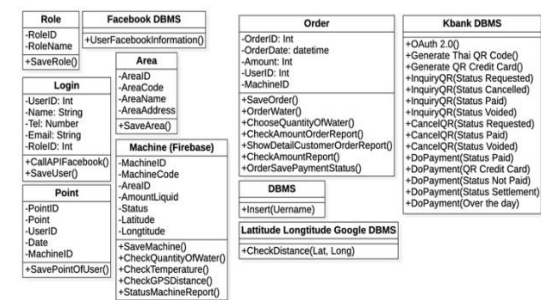 Role
-RoleID
-RoleName
+SaveRole()
Facebook DBMS
+UserFacebookInformation()
Login
-UserID: Int
-Name: String
-Tel: Number
-Email: String
-RoleID: Int
+CallAPIFacebook()
+SaveUser()
Point
-PointID
-Point
-UserID
-Date
-MachineID
+SavePointOfUser()
Area
-AreaID
-AreaCode
-AreaName
-AreaAddress
+SaveArea()
Machine (Firebase)
-MachineID
-MachineCode
-AreaID
-AmountLiquid
-Status
-Latitude
-Longtitude
+SaveMachine()
+CheckQuantityOfWater()
+CheckTemperature()
+CheckGPSDistance()
+StatusMachineReport()
Order
-OrderID: Int
-OrderDate: datetime
-Amount: Int
-UserID: Int
-MachineID
+SaveOrder()
+OrderWater()
+ChooseQuantityOfWater()
+CheckAmountOrderReport()
+ShowDetailCustomerOrderReport()
+CheckAmountReport()
+OrderSavePaymentStatus()
DBMS
+Insert(Uername)
Lattitude Longtitude Google DBMS
+CheckDistance(Lat, Long)
Kbank DBMS
+OAuth 2.0()
+Generate Thai QR Code()
+Generate QR Credit Card()
+InquiryQR(Status Requested)
+InquiryQR(Status Cancelled)
+InquiryQR(Status Paid)
+InquiryQR(Status Voided)
+CancelQR(Status Requested)
+CancelQR(Status Paid)
+CancelQR(Status Voided)
+DoPayment(Status Paid)
+DoPayment(QR Credit Card)
+DoPayment(Status Not Paid)
+DoPayment(Status Settlement)
+DoPayment(Over the day)